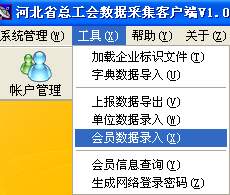 河北省总工会数据采集客户端V1.0
系统管理(W) 工具(X) 帮助(Y) 关于(Z)
帐户管理
加载企业标识文件(T)
字典数据导入(U)
上报数据导出(U)
单位数据录入(W)
会员数据录入(X)
会员信息查询(Y)
生成网络登录密码(Z)